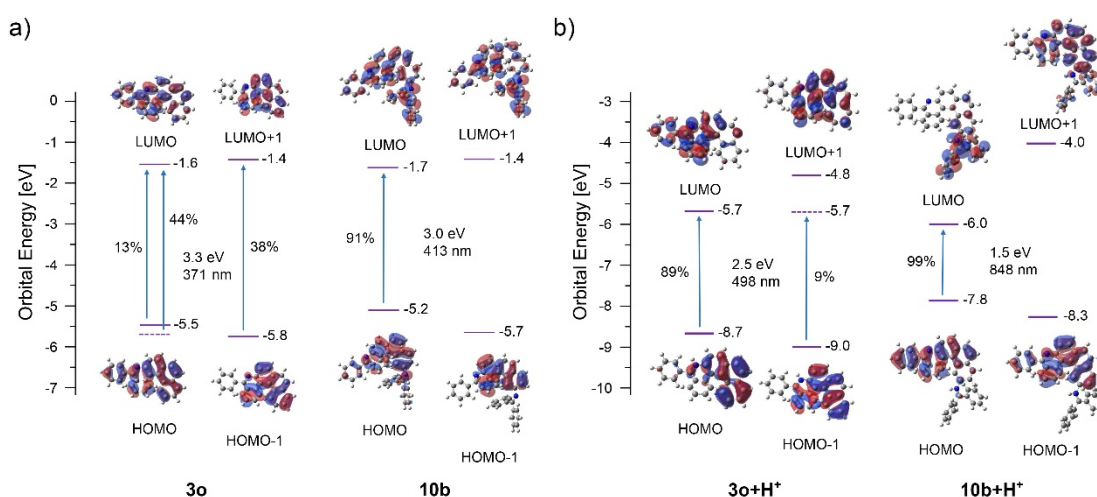 a)
Orbital Energy [eV]
0
-1
-2
-3
-4
-5
-6
-7
LUMO
LUMO+1
-1.6
-1.4
44%
13%
3.3 eV
371 nm
38%
-5.5
-5.8
HOMO
HOMO-1
3o
LUMO
LUMO+1
-1.7
-1.4
91%
3.0 eV
413 nm
-5.2
-5.7
HOMO
HOMO-1
10b
b)
Orbital Energy [eV]
-3
-4
-5
-6
-7
-8
-9
-10
LUMO
LUMO+1
-4.8
-5.7
-5.7
89%
2.5 eV
498 nm
9%
-8.7
-9.0
HOMO
HOMO-1
3o+H⁺
LUMO
LUMO+1
-4.0
-6.0
99%
1.5 eV
848 nm
-7.8
-8.3
HOMO
HOMO-1
10b+H⁺